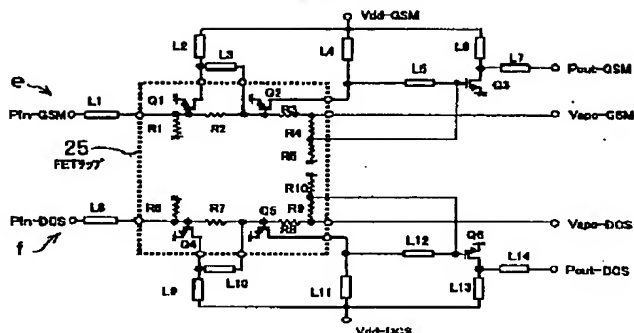 Vdd-GSM
L2
L3
L4
L6
L7
e
L5
Pout-GSM
Q1
Q2
Q3
L1
Pin-GSM
R1
R2
R3
R4
Vapc-GSM
R5
25
FETチップ
R10
R6
R7
Q5
R9
R8
L8
Pin-DCS
Vapc-DCS
f
Q4
L12
Q6
L10
L14
Pout-DCS
L9
L11
L13
Vdd-DCS